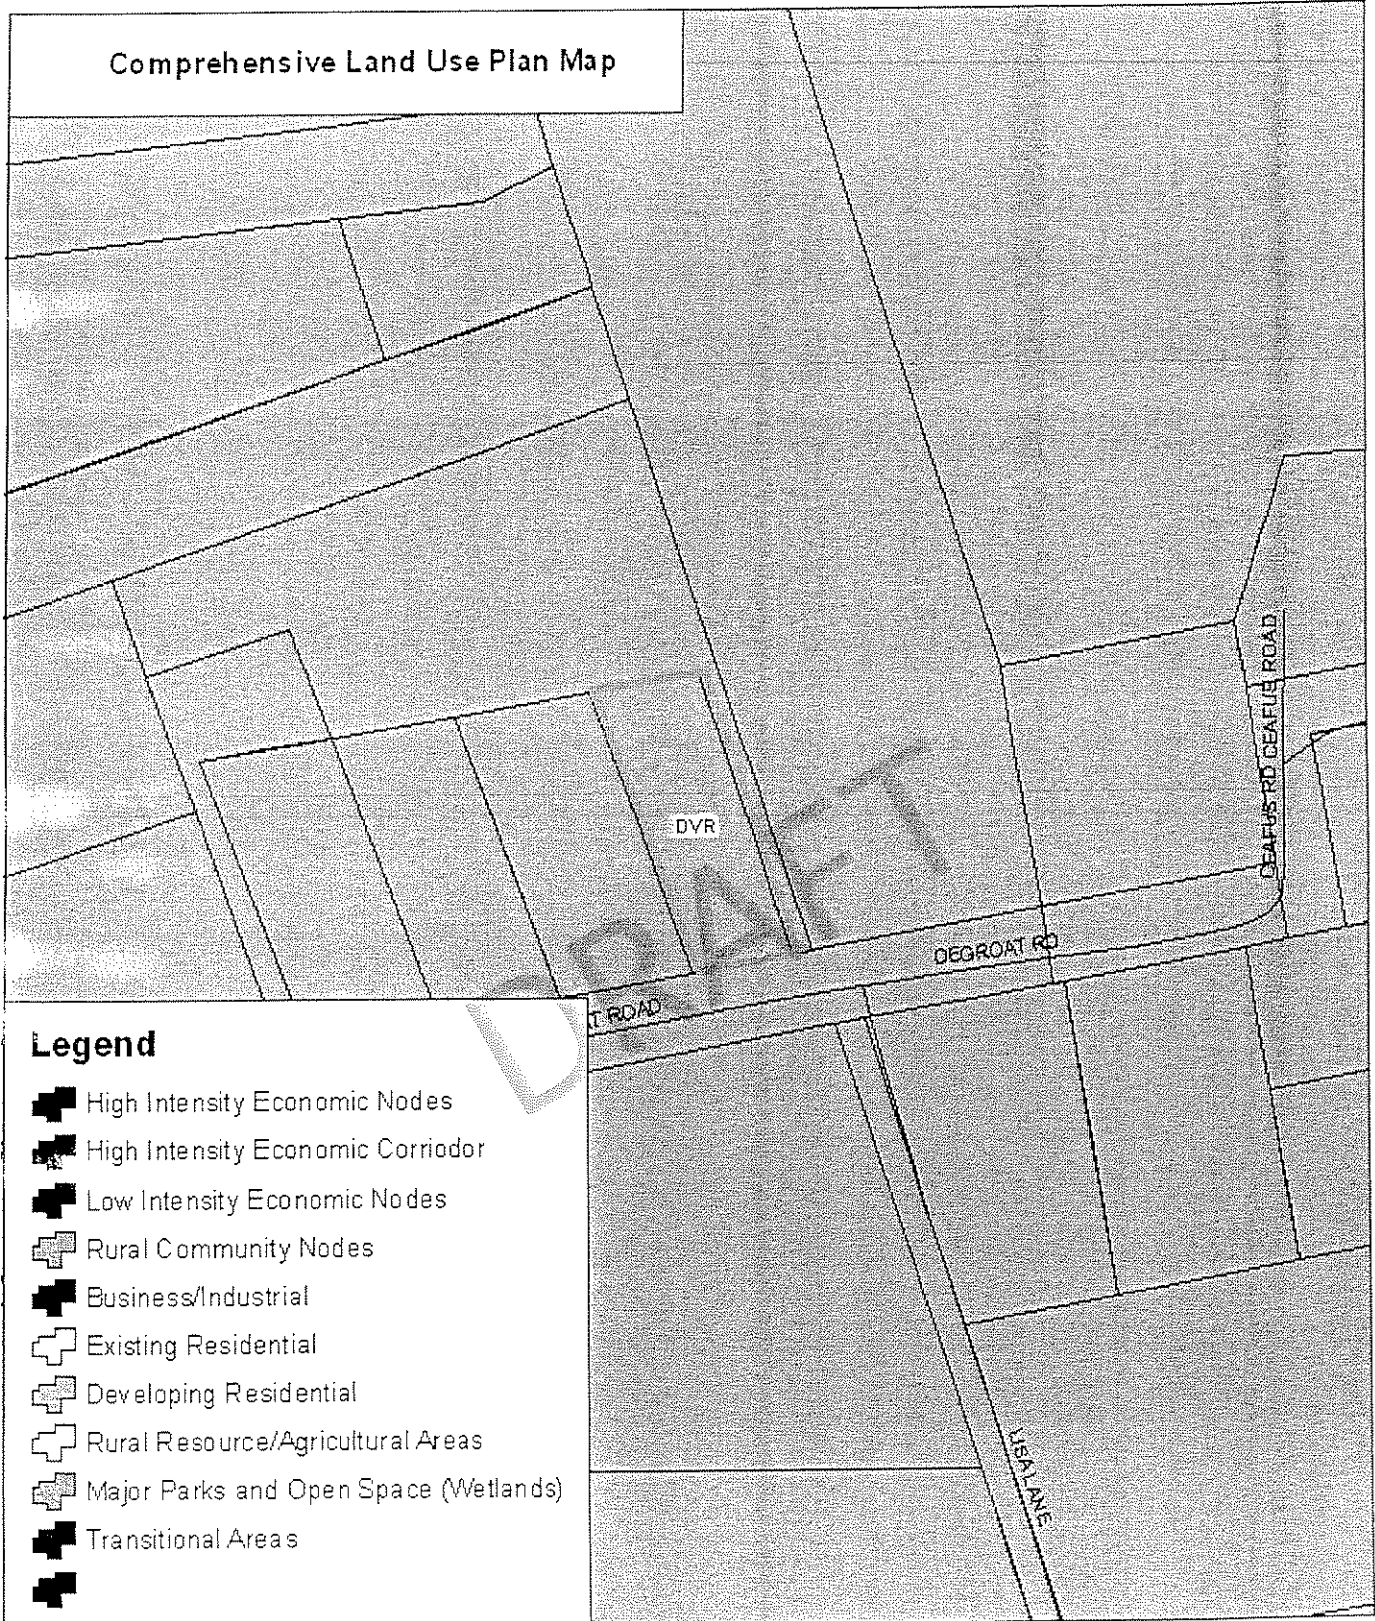 Comprehensive Land Use Plan Map
CEAFUS RD CEAFUS ROAD
DVR
DRAFT
DEGROAT RD
T ROAD
Legend
High Intensity Economic Nodes
High Intensity Economic Corriodor
Low Intensity Economic Nodes
Rural Community Nodes
Business/Industrial
Existing Residential
Developing Residential
Rural Resource/Agricultural Areas
Major Parks and Open Space (Wetlands)
Transitional Areas
LISA LANE